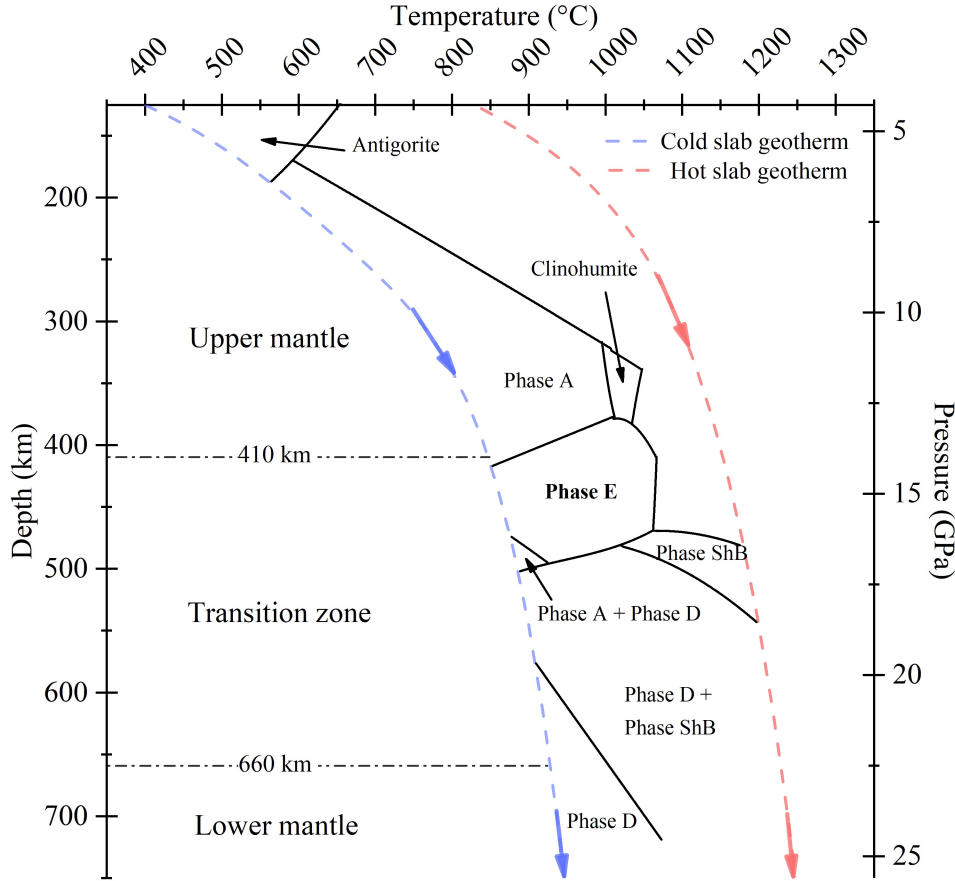 Temperature (°C)
400
500
600
700
800
900
1000
1100
1200
1300
5
Antigorite
Cold slab geotherm
Hot slab geotherm
200
Clinohumite
300
10
Upper mantle
Phase A
Depth (km)
Pressure (GPa)
400
410 km
Phase E
15
500
Phase ShB
Transition zone
Phase A + Phase D
600
20
Phase D +
Phase ShB
660 km
700
Lower mantle
Phase D
25